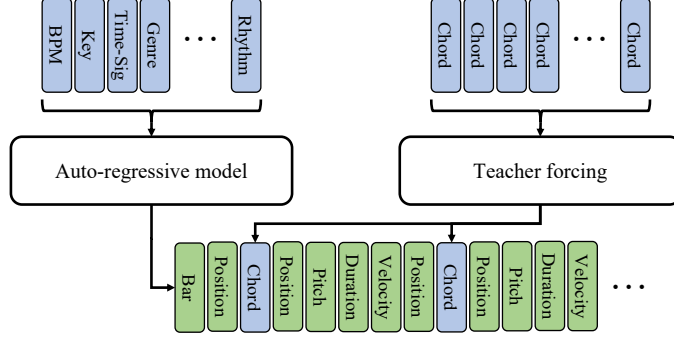 BPM
Key
Time-Sig
Genre
...
Rhythm
Chord
Chord
Chord
Chord
...
Chord
Auto-regressive model
Teacher forcing
Bar
Position
Chord
Position
Pitch
Duration
Velocity
Position
Chord
Position
Pitch
Duration
Velocity
...